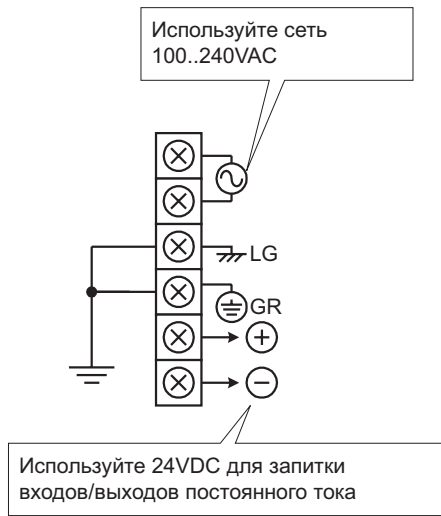 Используйте сеть
100..240VAC
LG
GR
Используйте 24VDC для запитки
входов/выходов постоянного тока